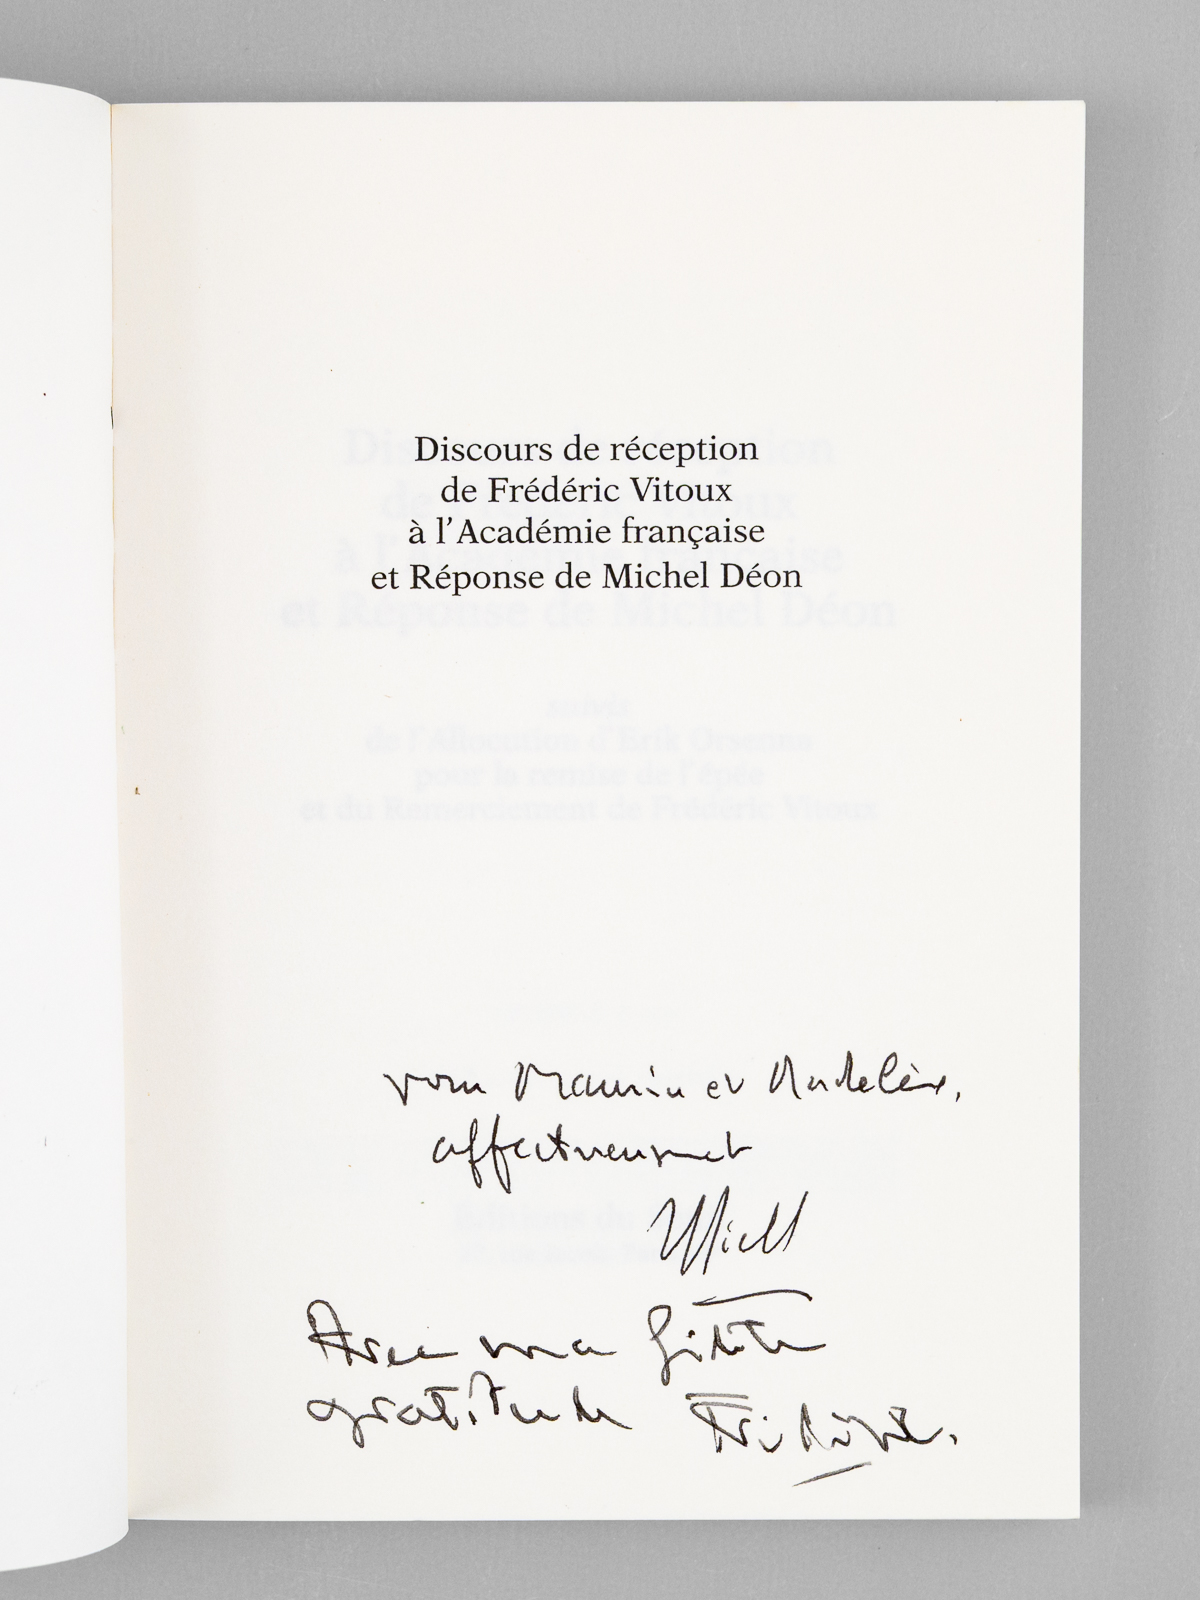 Discours de réception
de Frédéric Vitoux
à l'Académie française
et Réponse de Michel Déon
suivis
de l'Allocution d'Erik Orsenna
pour la remise de l'épée
et du Remerciement de Frédéric Vitoux
pour et Madeleine,
affectueusement
Michel
Avec ma
gratitude Frédéric.